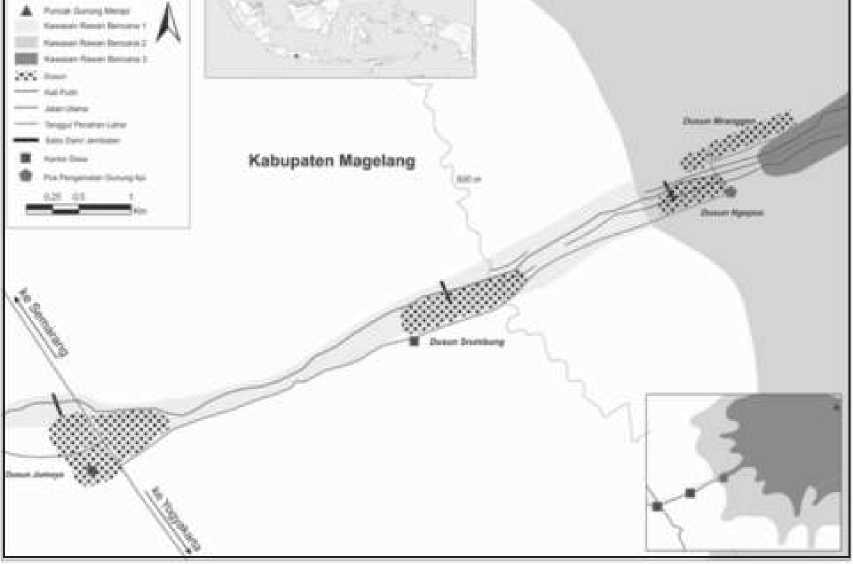 Puncak Gunung Merapi
Kawasan Rawan Bencana 1
Kawasan Rawan Bencana 2
Kawasan Rawan Bencana 3
Dusun
Kali Putih
Jalan Utama
Tanggul Penahan Lahar
Sabo Dam/ Jembatan
Kantor Desa
Pos Pengamatan Gunung Api
0,25 0,5 1
Km
Kabupaten Magelang
600 m
Dusun Mranggen
Dusun Ngepos
Dusun Srumbung
ke Semarang
Dusun Jumoyo
ke Yogyakarta